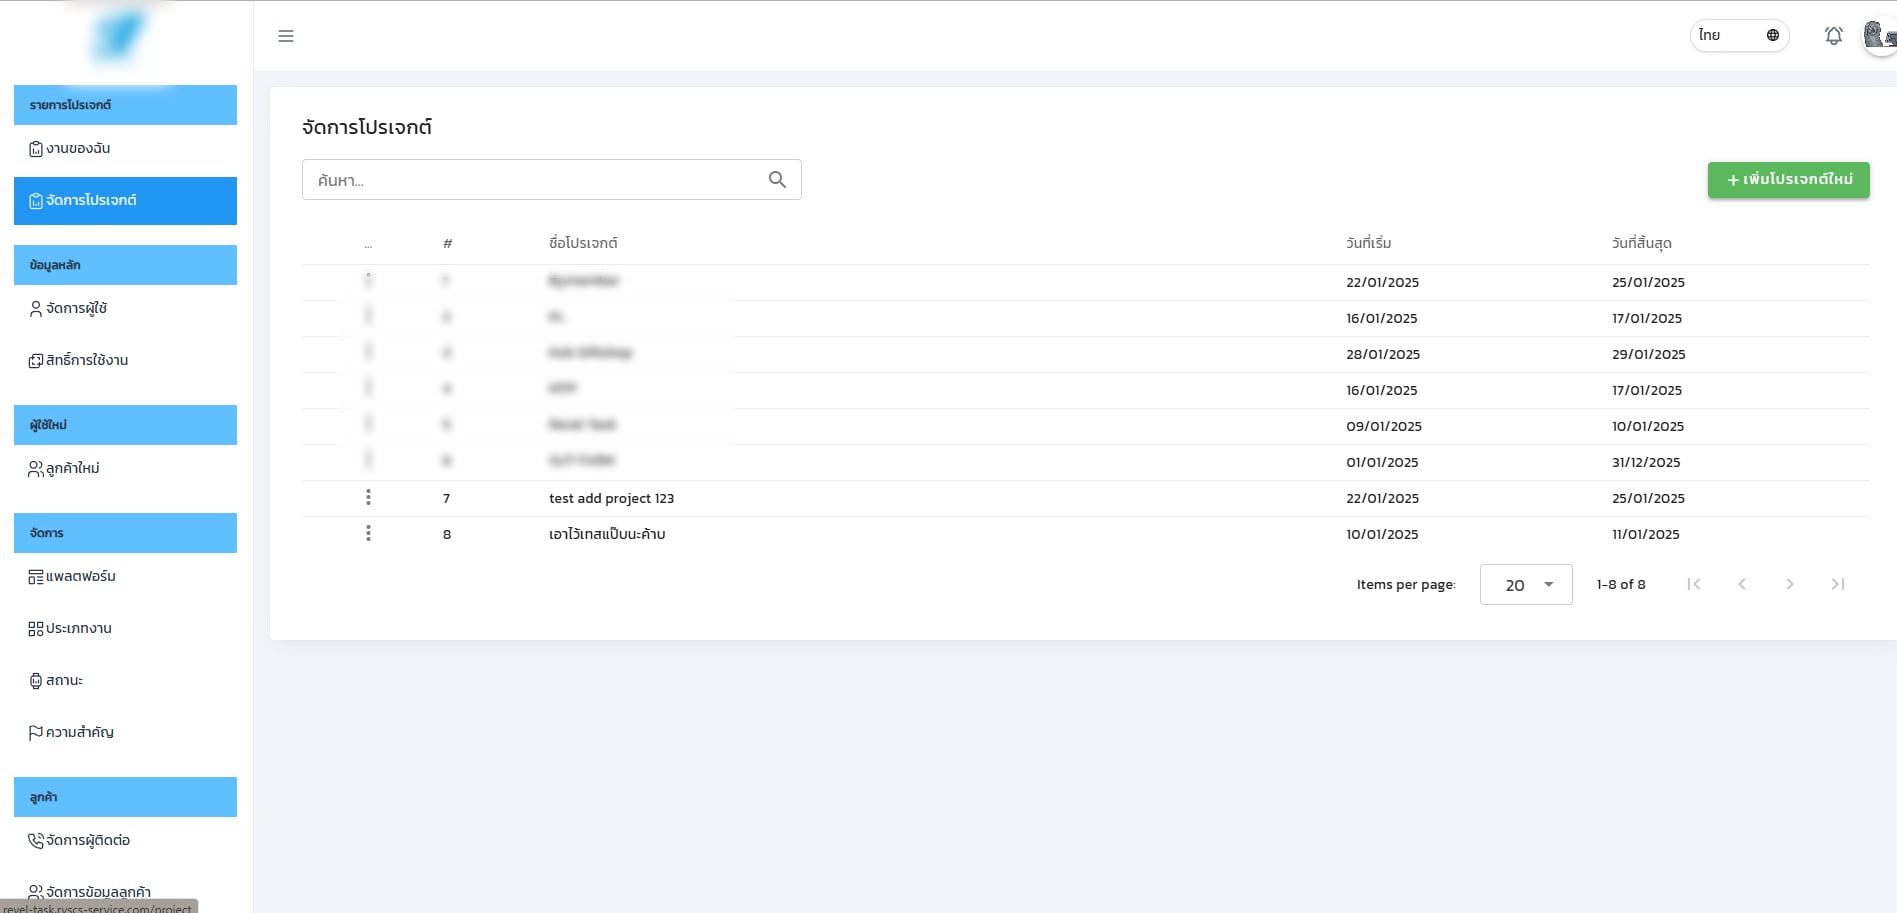 ไทย
รายการโปรเจกต์
งานของฉัน
จัดการโปรเจกต์
ข้อมูลหลัก
จัดการผู้ใช้
สิทธิ์การใช้งาน
ผู้ใช้ใหม่
ลูกค้าใหม่
จัดการ
แพลตฟอร์ม
ประเภทงาน
สถานะ
ความสำคัญ
ลูกค้า
จัดการผู้ติดต่อ
จัดการข้อมูลลูกค้า
revel-task.rvscs-service.com/project
จัดการโปรเจกต์
ค้นหา...
+ เพิ่มโปรเจกต์ใหม่
... # ชื่อโปรเจกต์ วันที่เริ่ม วันที่สิ้นสุด
22/01/2025 25/01/2025
16/01/2025 17/01/2025
28/01/2025 29/01/2025
16/01/2025 17/01/2025
09/01/2025 10/01/2025
01/01/2025 31/12/2025
7 test add project 123 22/01/2025 25/01/2025
8 เอาไว้เทสแป๊บนะค้าบ 10/01/2025 11/01/2025
Items per page: 20 1-8 of 8